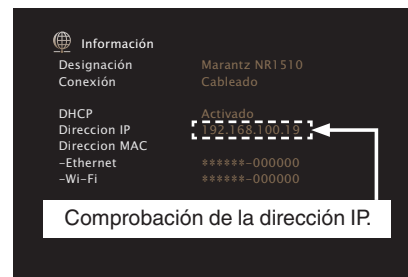 Información
Designación Marantz NR1510
Conexión Cableado
DHCP Activado
Direccion IP 192.168.100.19
Direccion MAC
-Ethernet ******-000000
-Wi-Fi ******-000000
Comprobación de la dirección IP.